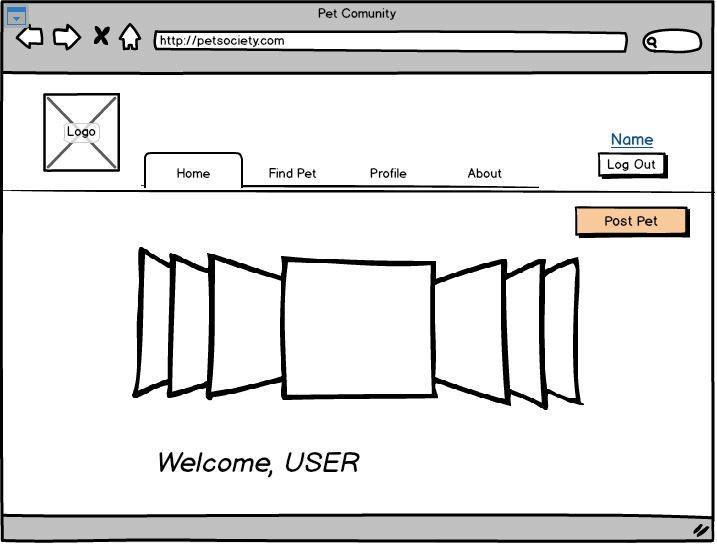 Pet Comunity
http://petsociety.com
Logo
Name
Log Out
Home Find Pet Profile About
Post Pet
Welcome, USER